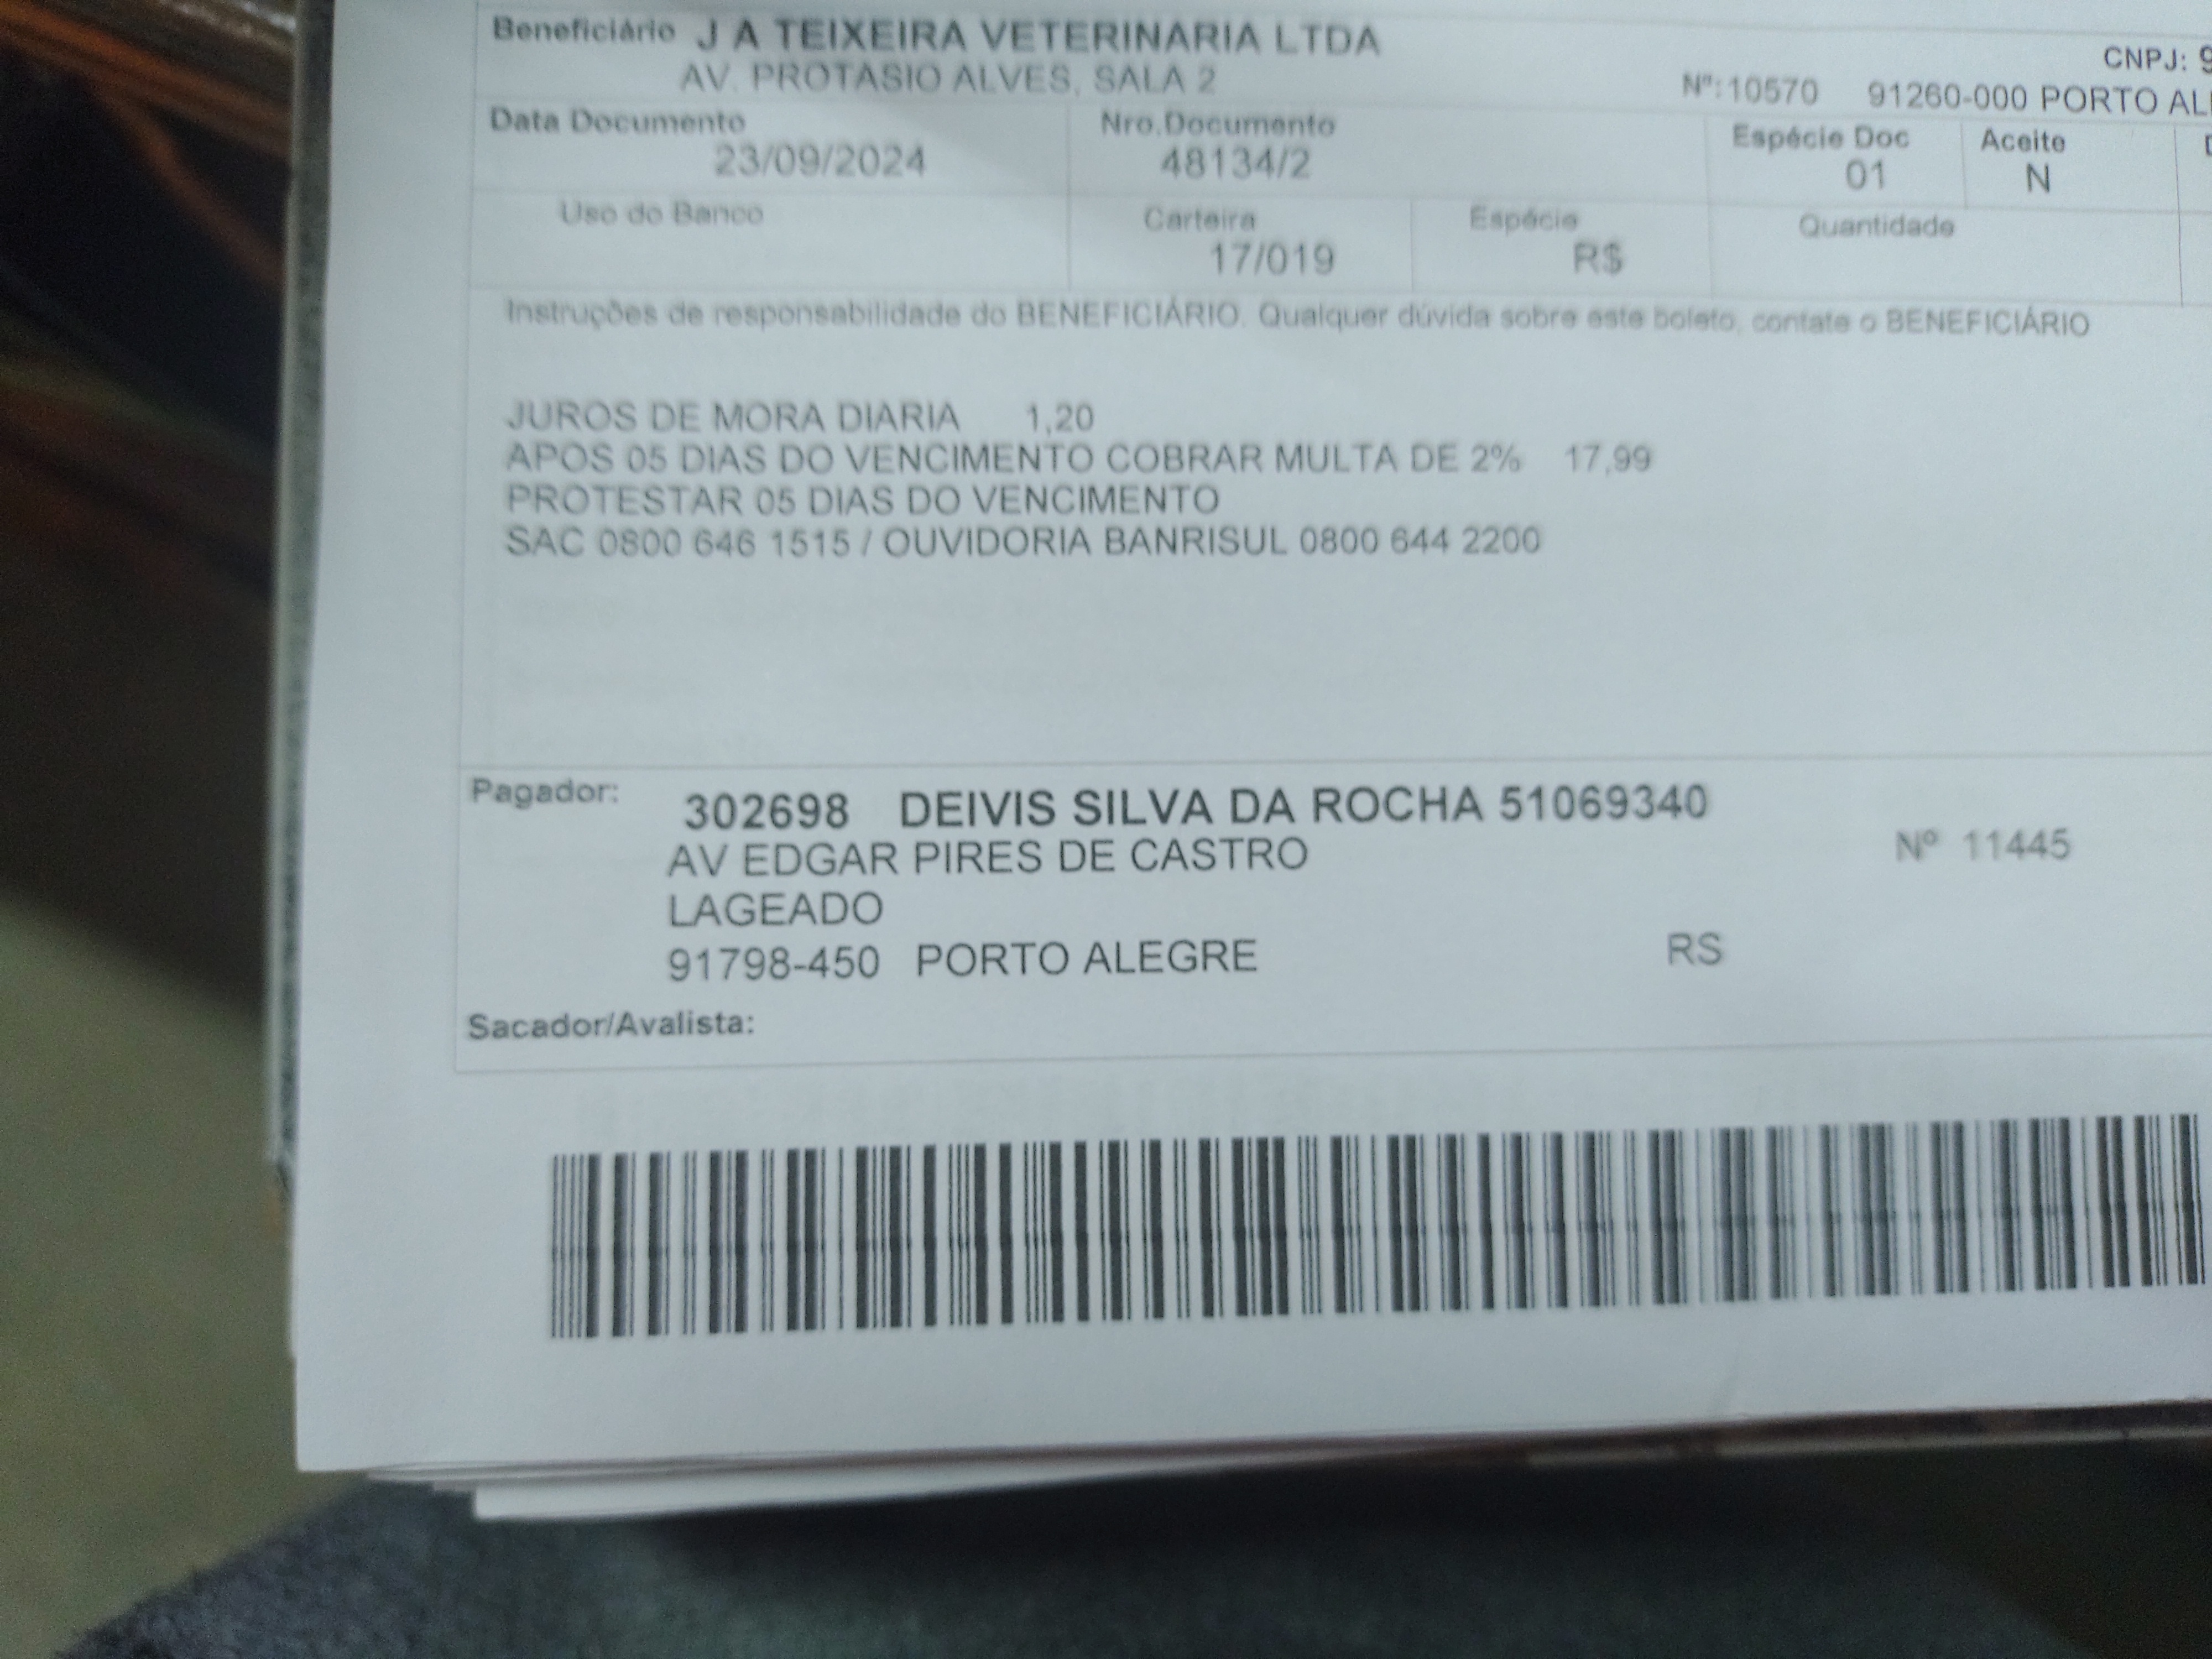 Beneficiário J A TEIXEIRA VETERINARIA LTDA
CNPJ: 9
AV. PROTASIO ALVES, SALA 2 Nº:10570 91260-000 PORTO AL
Data Documento Nro.Documento Espécie Doc Aceite
23/09/2024 48134/2 01 N
Uso do Banco Carteira Espécie Quantidade
17/019 R$
Instruções de responsabilidade do BENEFICIÁRIO. Qualquer dúvida sobre este boleto, contate o BENEFICIÁRIO
JUROS DE MORA DIARIA 1,20
APOS 05 DIAS DO VENCIMENTO COBRAR MULTA DE 2% 17,99
PROTESTAR 05 DIAS DO VENCIMENTO
SAC 0800 646 1515 / OUVIDORIA BANRISUL 0800 644 2200
Pagador: 302698 DEIVIS SILVA DA ROCHA 51069340
AV EDGAR PIRES DE CASTRO Nº 11445
LAGEADO
91798-450 PORTO ALEGRE RS
Sacador/Avalista: